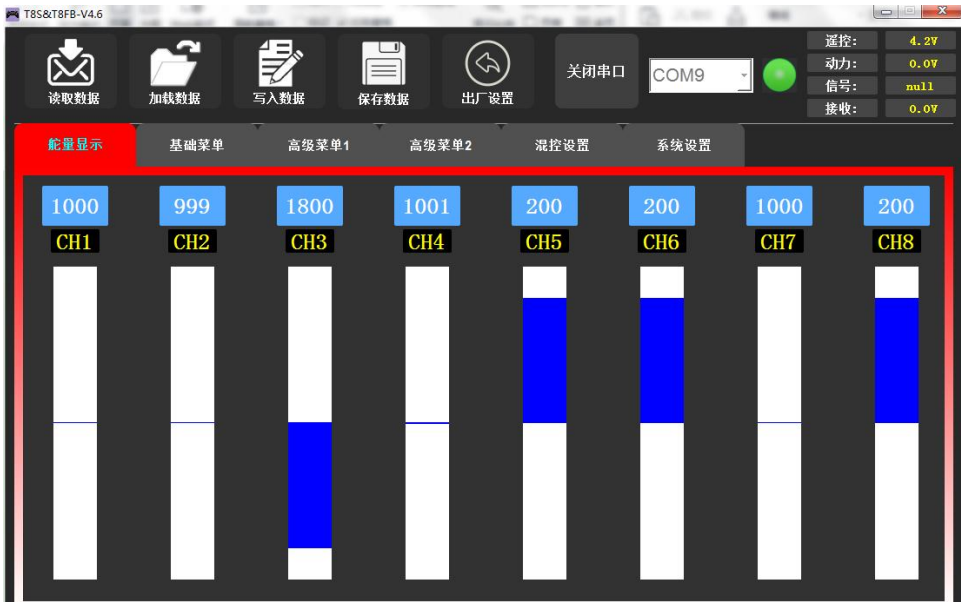 T8S&T8FB-V4.6
读取数据 加载数据 写入数据 保存数据 出厂设置 关闭串口 COM9
遥控: 4.2V
动力: 0.0V
信号: null
接收: 0.0V
舵量显示 基础菜单 高级菜单1 高级菜单2 混控设置 系统设置
1000 999 1800 1001 200 200 1000 200
CH1 CH2 CH3 CH4 CH5 CH6 CH7 CH8